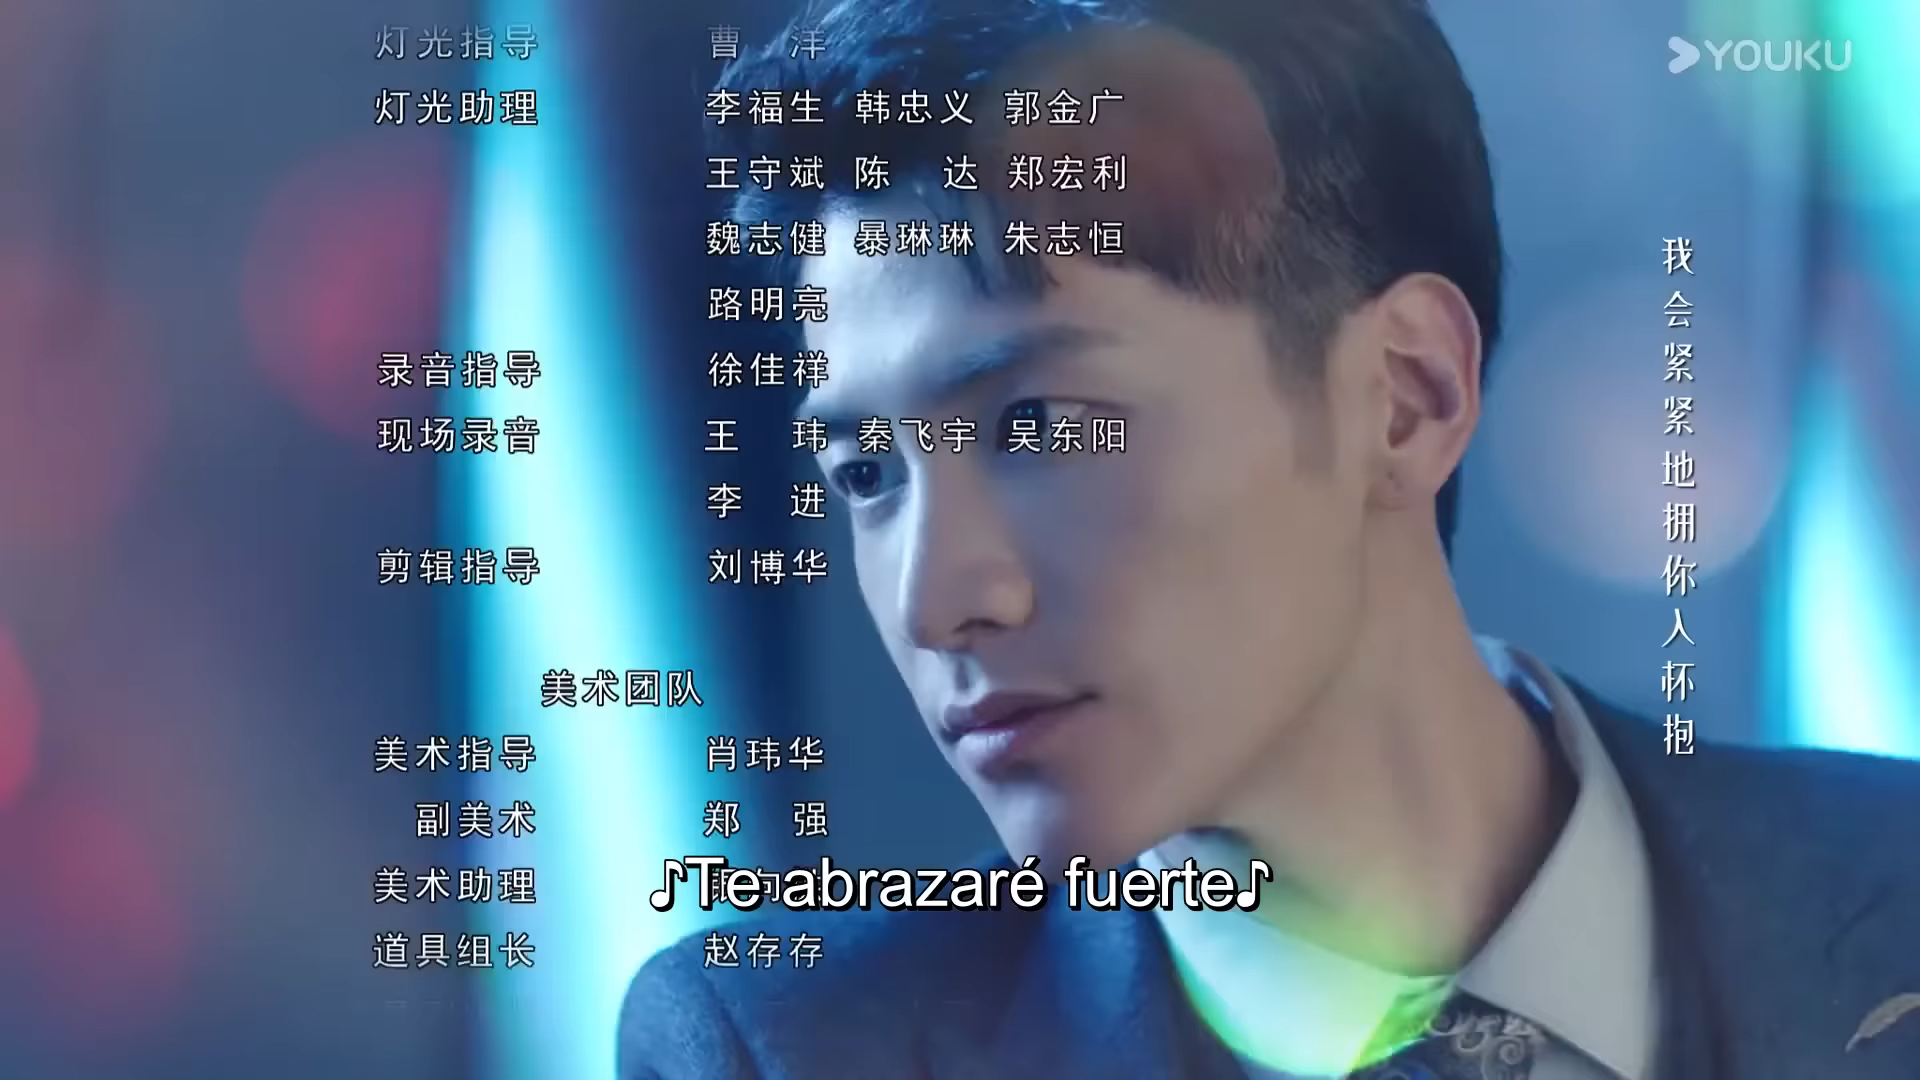 灯光指导 曹 洋
YOUKU
灯光助理 李福生 韩忠义 郭金广
王守斌 陈 达 郑宏利
魏志健 暴琳琳 朱志恒
路明亮
录音指导 徐佳祥
现场录音 王 玮 秦飞宇 吴东阳
李 进
剪辑指导 刘博华
美术团队
美术指导 肖玮华
副美术 郑 强
美术助理
♪Te abrazaré fuerte♪
道具组长 赵存存
我会紧紧地拥你入怀抱